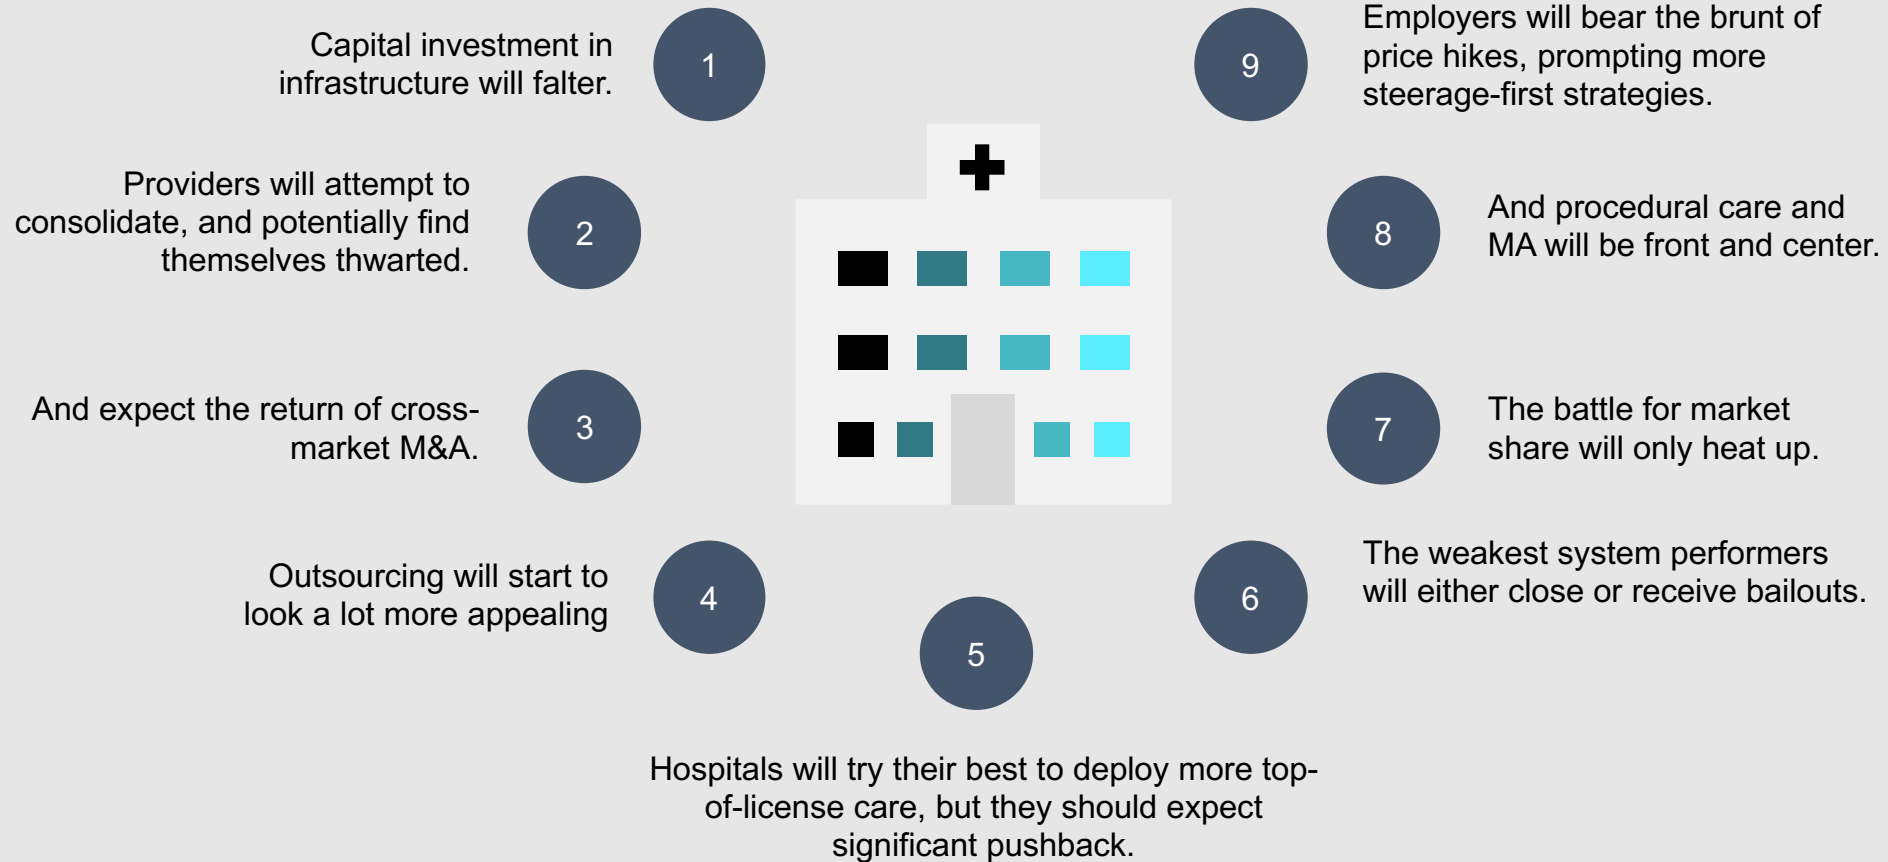 1
Capital investment in
infrastructure will falter.
2
Providers will attempt to
consolidate, and potentially find
themselves thwarted.
3
And expect the return of cross-
market M&A.
4
Outsourcing will start to
look a lot more appealing
5
Hospitals will try their best to deploy more top-
of-license care, but they should expect
significant pushback.
6
The weakest system performers
will either close or receive bailouts.
7
The battle for market
share will only heat up.
8
And procedural care and
MA will be front and center.
9
Employers will bear the brunt of
price hikes, prompting more
steerage-first strategies.